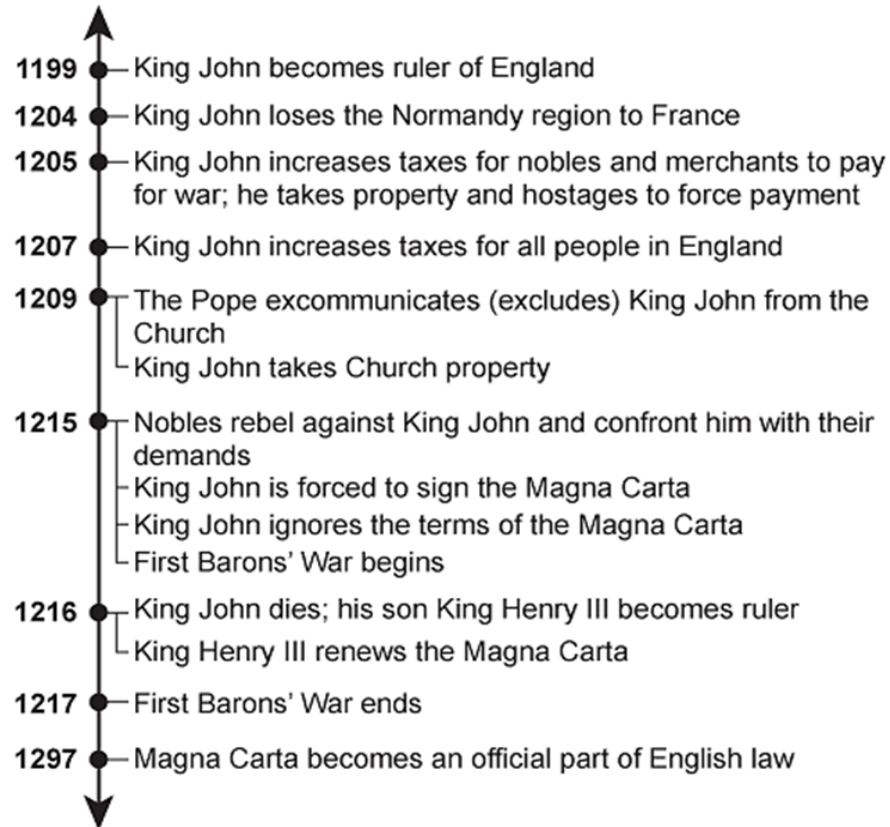 1199 King John becomes ruler of England
1204 King John loses the Normandy region to France
1205 King John increases taxes for nobles and merchants to pay
for war; he takes property and hostages to force payment
1207 King John increases taxes for all people in England
1209 The Pope excommunicates (excludes) King John from the
Church
King John takes Church property
1215 Nobles rebel against King John and confront him with their
demands
King John is forced to sign the Magna Carta
King John ignores the terms of the Magna Carta
First Barons' War begins
1216 King John dies; his son King Henry III becomes ruler
King Henry III renews the Magna Carta
1217 First Barons' War ends
1297 Magna Carta becomes an official part of English law